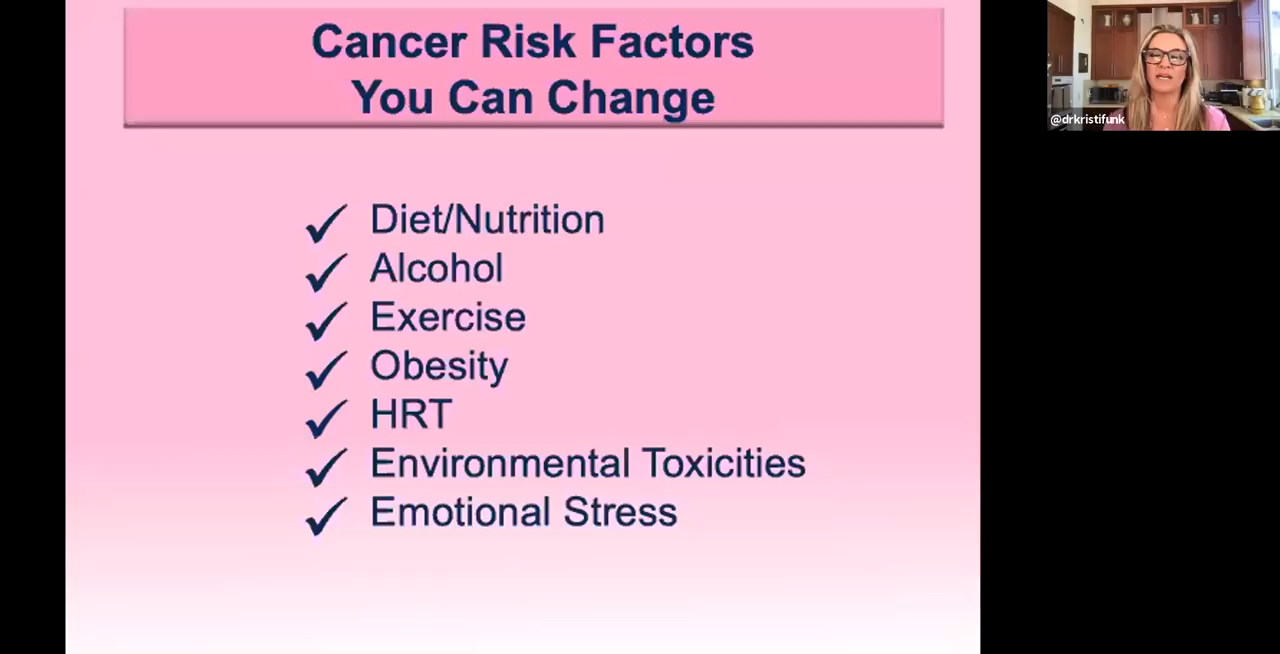 Cancer Risk Factors
You Can Change
Diet/Nutrition
Alcohol
Exercise
Obesity
HRT
Environmental Toxicities
Emotional Stress
@drkristifunk